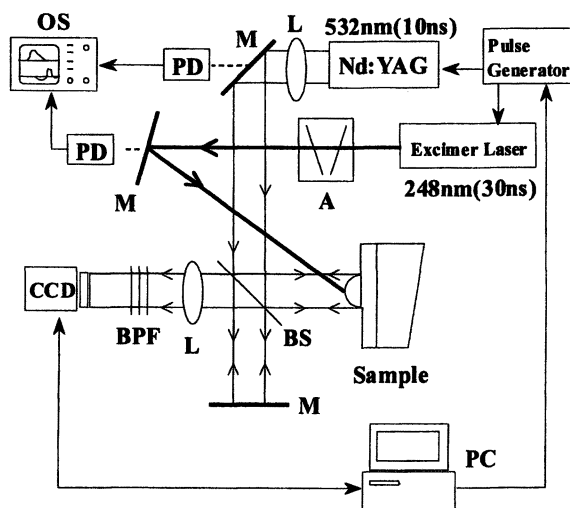 OS
M
L
532nm(10ns)
PD
Nd:YAG
Pulse
Generator
PD
M
A
Excimer Laser
248nm(30ns)
CCD
BPF
L
BS
Sample
M
PC